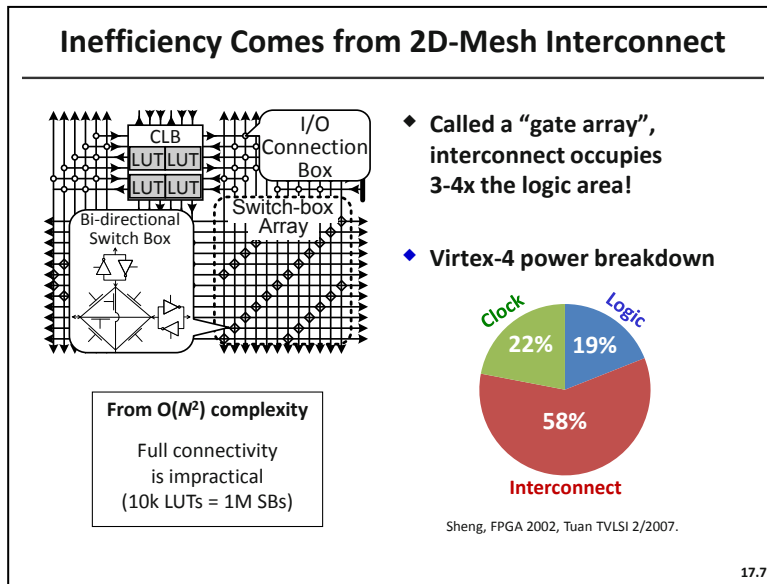 Inefficiency Comes from 2D-Mesh Interconnect
CLB
LUT LUT
LUT LUT
I/O
Connection
Box
Bi-directional
Switch Box
Switch-box
Array
From O(N²) complexity
Full connectivity
is impractical
(10k LUTs = 1M SBs)
Called a “gate array”,
interconnect occupies
3-4x the logic area!
Virtex-4 power breakdown
Clock
Logic
22%
19%
58%
Interconnect
Sheng, FPGA 2002, Tuan TVLSI 2/2007.
17.7